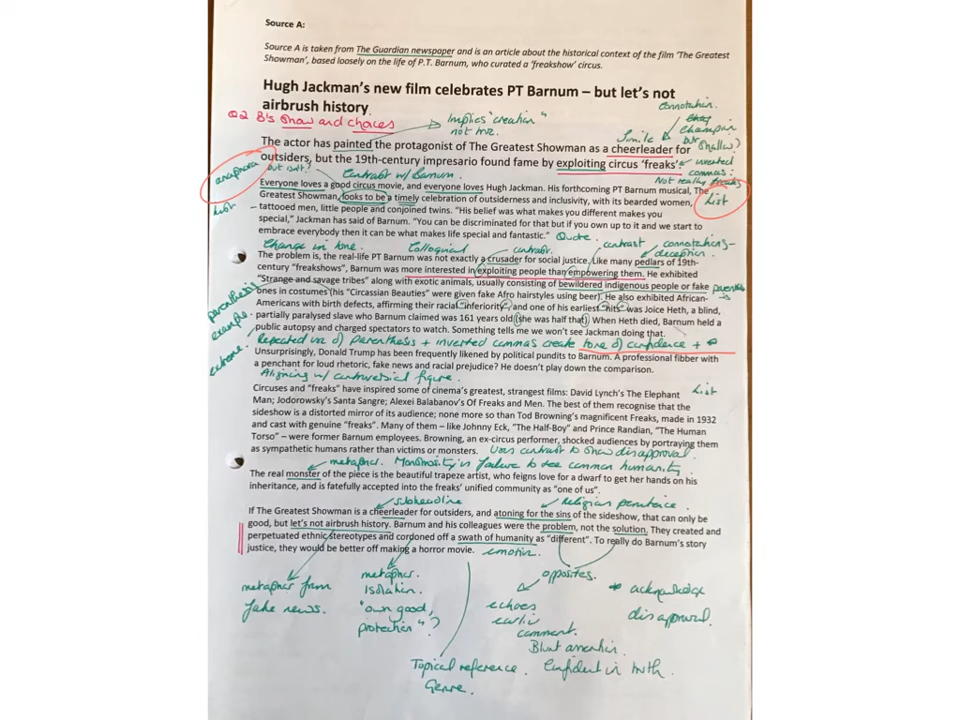 Source A:
Source A is taken from The Guardian newspaper and is an article about the historical context of the film 'The Greatest
Showman', based loosely on the life of P.T. Barnum, who curated a 'freakshow' circus.
Hugh Jackman's new film celebrates PT Barnum – but let's not
airbrush history
connotation.
Q2 B's show and choices
Implies "creation"
not true.
Simile
champion
The actor has painted the protagonist of The Greatest Showman as a cheerleader for
shallow?
outsiders, but the 19th-century impresario found fame by exploiting circus 'freaks'.
inverted
commas:
Not really freaks
but isn't?
Contrast w/ Barnum.
anaphora
Everyone loves a good circus movie, and everyone loves Hugh Jackman. His forthcoming PT Barnum musical, The
Greatest Showman, looks to be a timely celebration of outsiderness and inclusivity, with its bearded women,
List
list
tattooed men, little people and conjoined twins. "His belief was what makes you different makes you
special," Jackman has said of Barnum. "You can be discriminated for that but if you own up to it and we start to
embrace everybody then it can be what makes life special and fantastic."
Quote.
Change in tone.
Colloquial
contrast.
contrast
connotations-
deception.
The problem is, the real-life PT Barnum was not exactly a crusader for social justice. Like many pedlars of 19th-
century "freakshows", Barnum was more interested in exploiting people than empowering them. He exhibited
"Strange and savage tribes" along with exotic animals, usually consisting of bewildered indigenous people or fake
ones in costumes (his "Circassian Beauties" were given fake Afro hairstyles using beer). He also exhibited African-
Americans with birth defects, affirming their racial "inferiority", and one of his earliest "hits" was Joice Heth, a blind,
partially paralysed slave who Barnum claimed was 161 years old (she was half that). When Heth died, Barnum held a
public autopsy and charged spectators to watch. Something tells me we won't see Jackman doing that.
parenthesis
example
extreme.
Repeated use of parenthesis + inverted commas create tone of confidence +
Unsurprisingly, Donald Trump has been frequently likened by political pundits to Barnum. A professional fibber with
a penchant for loud rhetoric, fake news and racial prejudice? He doesn't play down the comparison.
Aligning w/ controversial figure.
Circuses and "freaks" have inspired some of cinema's greatest, strangest films: David Lynch's The Elephant
List
Man; Jodorowsky's Santa Sangre; Alexei Balabanov's Of Freaks and Men. The best of them recognise that the
sideshow is a distorted mirror of its audience; none more so than Tod Browning's magnificent Freaks, made in 1932
and cast with genuine "freaks". Many of them – like Johnny Eck, "The Half-Boy" and Prince Randian, "The Human
Torso" – were former Barnum employees. Browning, an ex-circus performer, shocked audiences by portraying them
as sympathetic humans rather than victims or monsters.
Uses contrast to show disapproval.
metaphor. Monstrosity in failure to see common humanity.
The real monster of the piece is the beautiful trapeze artist, who feigns love for a dwarf to get her hands on his
inheritance, and is fatefully accepted into the freaks' unified community as "one of us".
subheadline
religious penitence.
If The Greatest Showman is a cheerleader for outsiders, and atoning for the sins of the sideshow, that can only be
good, but let's not airbrush history. Barnum and his colleagues were the problem, not the solution. They created and
perpetuated ethnic stereotypes and cordoned off a swath of humanity as "different". To really do Barnum's story
justice, they would be better off making a horror movie.
emotive.
metaphor from
fake news.
metaphor.
Isolation.
"own good,
protection"?
opposites.
echoes
earlier
comment.
Blunt assertion.
Confident in truth.
acknowledge
disapproval.
Topical reference.
Genre.